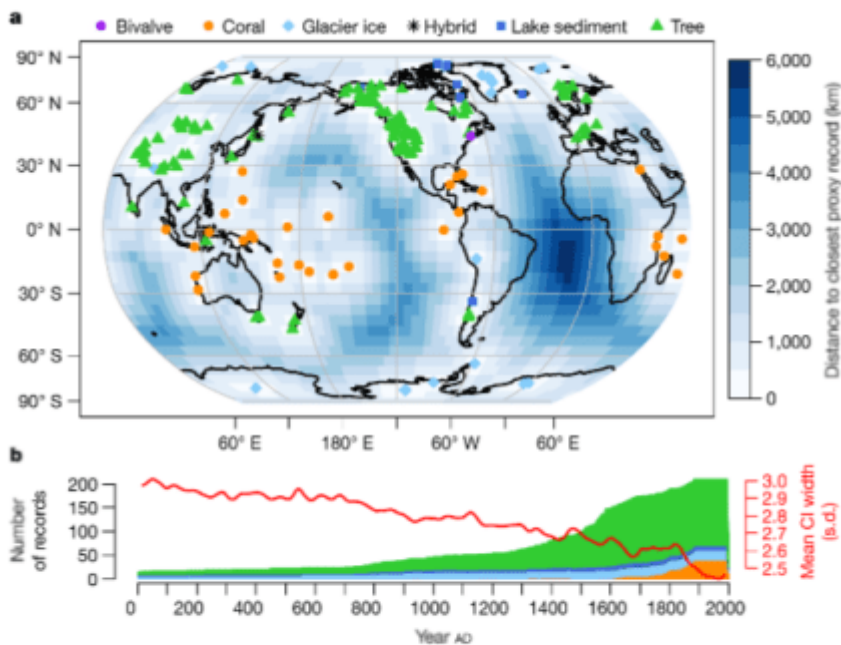 a
Bivalve Coral Glacier ice Hybrid Lake sediment Tree
90° N
60° N
30° N
0° N
30° S
60° S
90° S
60° E 180° E 60° W 60° E
6,000
5,000
4,000
3,000
2,000
1,000
0
Distance to closest proxy record (km)
b
Number
of records
200
150
100
50
0
3.0
2.9
2.8
2.7
2.6
2.5
Mean CI width
(s.d.)
0 200 400 600 800 1000 1200 1400 1600 1800 2000
Year AD